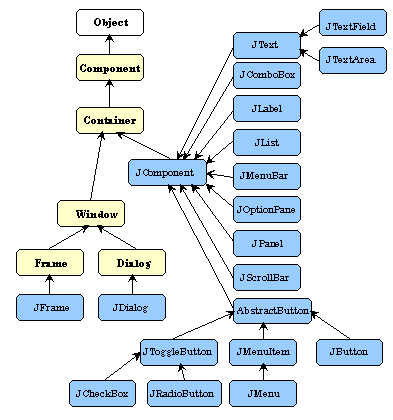 Object
JTextField
JText
Component
JTextArea
JComboBox
JLabel
Container
JList
JComponent
JMenuBar
Window
JOptionPane
JPanel
Frame
Dialog
JScrollBar
JFrame
JDialog
AbstractButton
JToggleButton
JMenuItem
JButton
JCheckBox
JRadioButton
JMenu